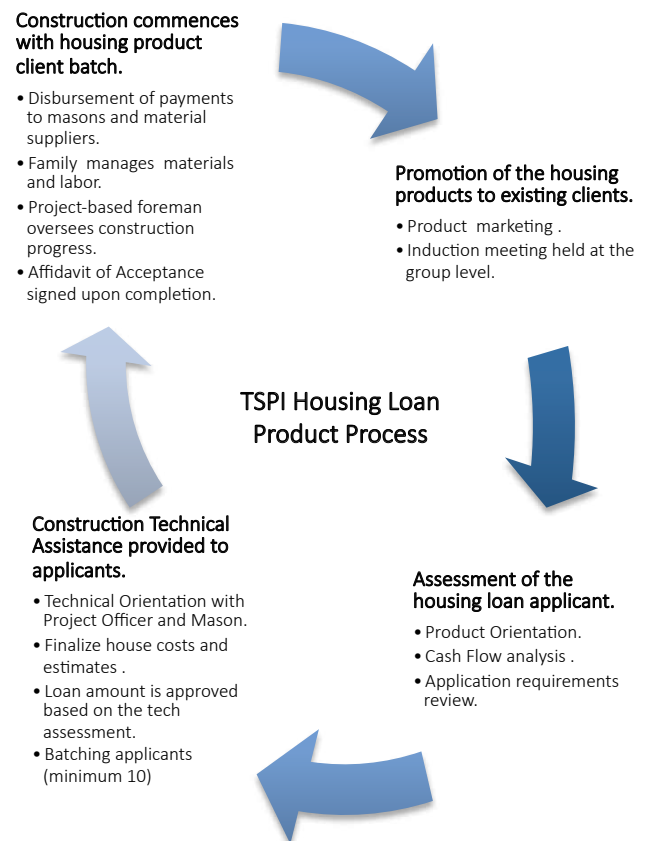 Construction commences
with housing product
client batch.
• Disbursement of payments
to masons and material
suppliers.
• Family manages materials
and labor.
• Project-based foreman
oversees construction
progress.
• Affidavit of Acceptance
signed upon completion.
Promotion of the housing
products to existing clients.
• Product marketing .
• Induction meeting held at the
group level.
TSPI Housing Loan
Product Process
Assessment of the
housing loan applicant.
• Product Orientation.
• Cash Flow analysis .
• Application requirements
review.
Construction Technical
Assistance provided to
applicants.
• Technical Orientation with
Project Officer and Mason.
• Finalize house costs and
estimates .
• Loan amount is approved
based on the tech
assessment.
• Batching applicants
(minimum 10)